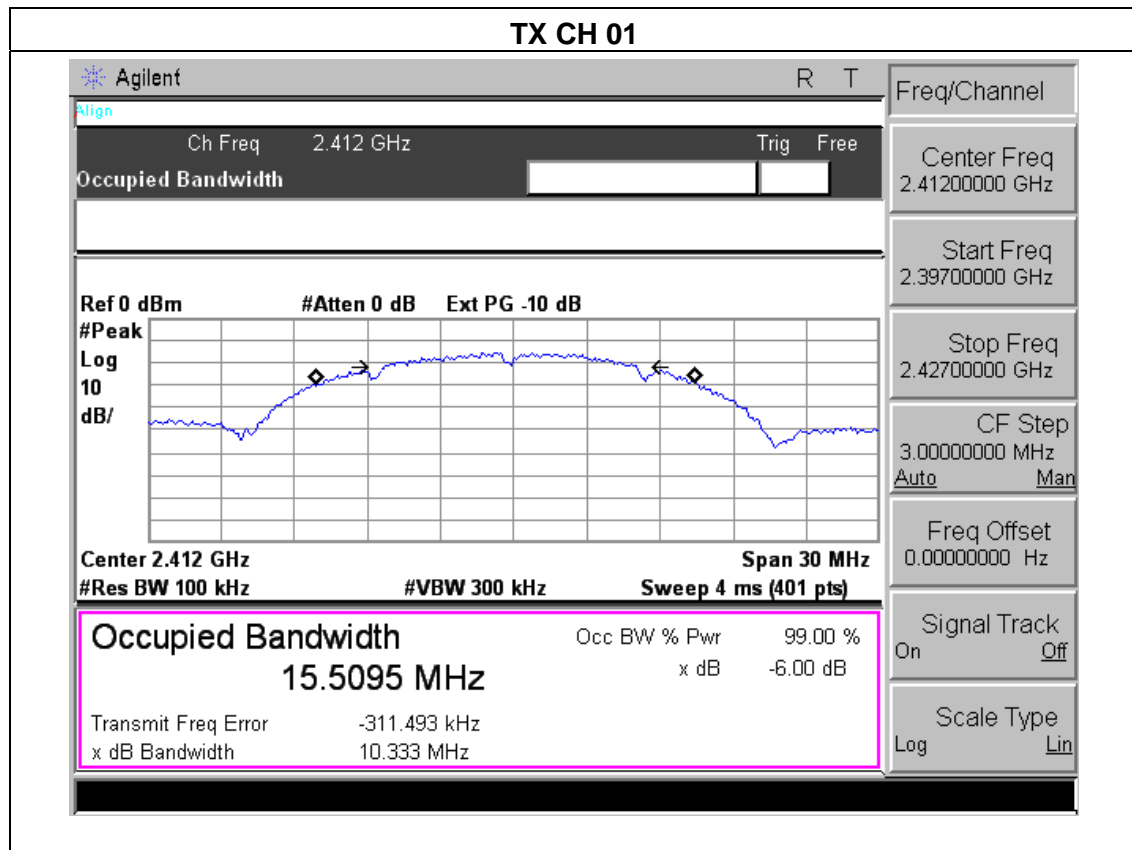 TX CH 01
Agilent R T
Align
Ch Freq 2.412 GHz Trig Free
Occupied Bandwidth
Ref 0 dBm #Atten 0 dB Ext PG -10 dB
#Peak
Log
10
dB/
Center 2.412 GHz Span 30 MHz
#Res BW 100 kHz #VBW 300 kHz Sweep 4 ms (401 pts)
Occupied Bandwidth Occ BW % Pwr 99.00 %
15.5095 MHz x dB -6.00 dB
Transmit Freq Error -311.493 kHz
x dB Bandwidth 10.333 MHz
Freq/Channel
Center Freq
2.41200000 GHz
Start Freq
2.39700000 GHz
Stop Freq
2.42700000 GHz
CF Step
3.00000000 MHz
Auto Man
Freq Offset
0.00000000 Hz
Signal Track
On Off
Scale Type
Log Lin